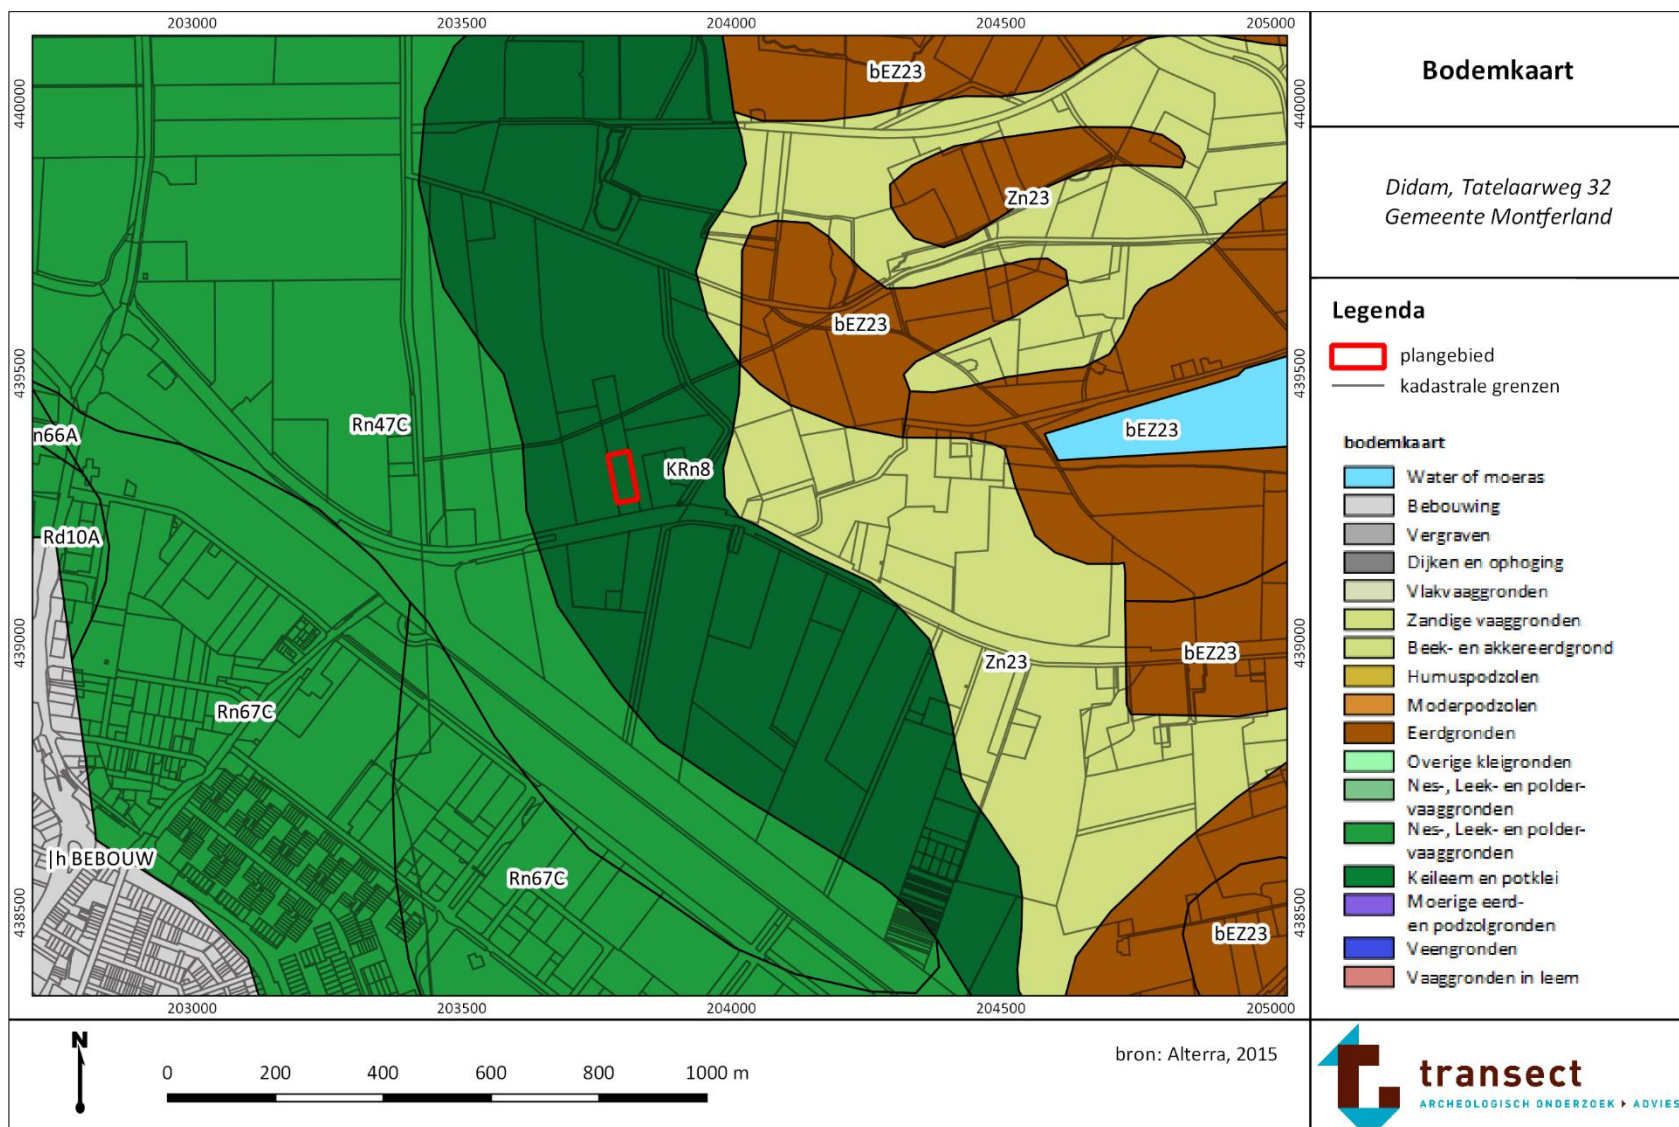 203000 203500 204000 204500 205000
440000
439500
439000
438500
440000
439500
439000
438500
bEZ23
Zn23
bEZ23
bEZ23
Rn47C
n66A
KRn8
Rd10A
bEZ23
Zn23
Rn67C
|h BEBOUW
Rn67C
bEZ23
203000 203500 204000 204500 205000
N
0 200 400 600 800 1000 m
bron: Alterra, 2015
Bodemkaart
Didam, Tatelaarweg 32
Gemeente Montferland
Legenda
plangebied
kadastrale grenzen
bodemkaart
Water of moeras
Bebouwing
Vergraven
Dijken en ophoging
Vlakvaaggronden
Zandige vaaggronden
Beek- en akkereerdgrond
Humuspodzolen
Moderpodzolen
Eerdgronden
Overige kleigronden
Nes-, Leek- en polder-
vaaggronden
Nes-, Leek- en polder-
vaaggronden
Keileem en potklei
Moerige eerd-
en podzolgronden
Veengronden
Vaaggronden in leem
transect
ARCHEOLOGISCH ONDERZOEK ▸ ADVIES